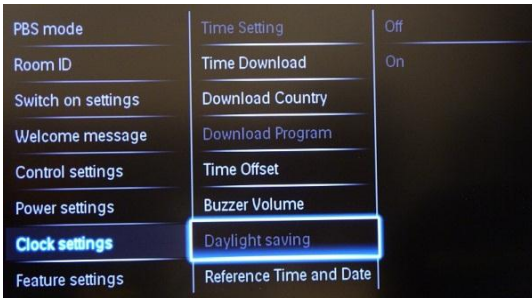 PBS mode
Room ID
Switch on settings
Welcome message
Control settings
Power settings
Clock settings
Feature settings
Time Setting
Time Download
Download Country
Download Program
Time Offset
Buzzer Volume
Daylight saving
Reference Time and Date
Off
On